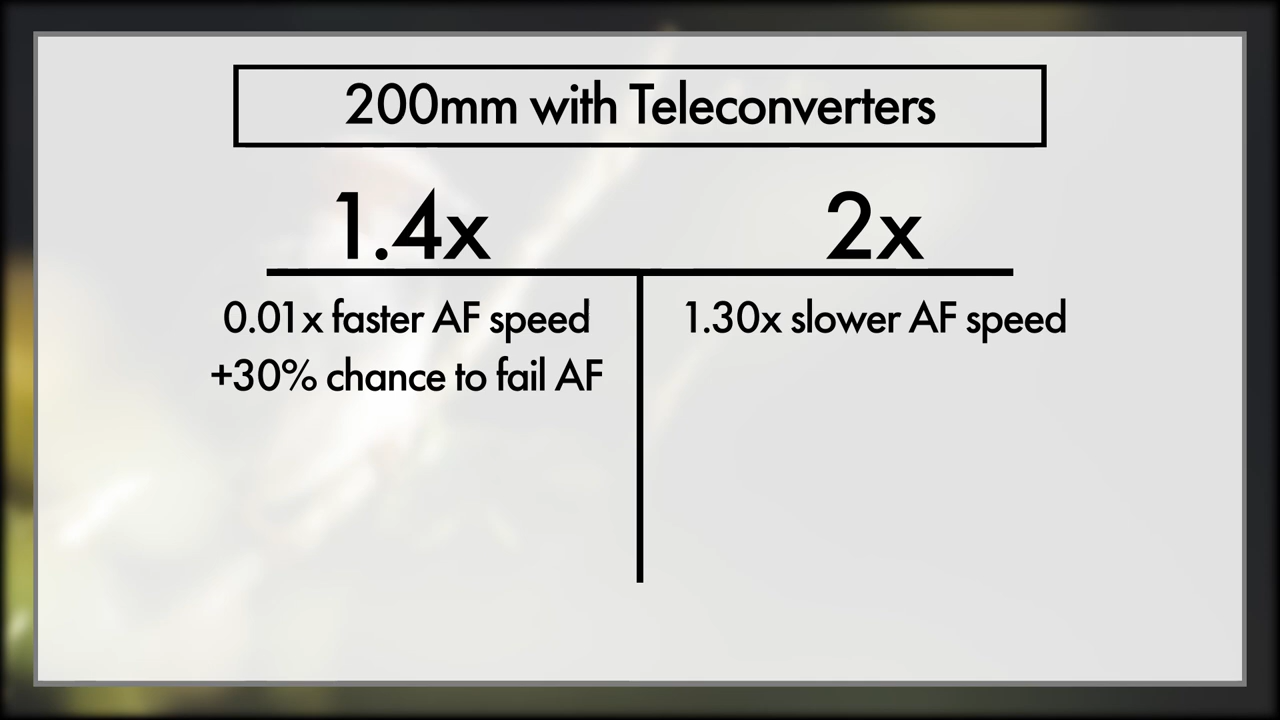 200mm with Teleconverters
1.4x
2x
0.01x faster AF speed
1.30x slower AF speed
+30% chance to fail AF